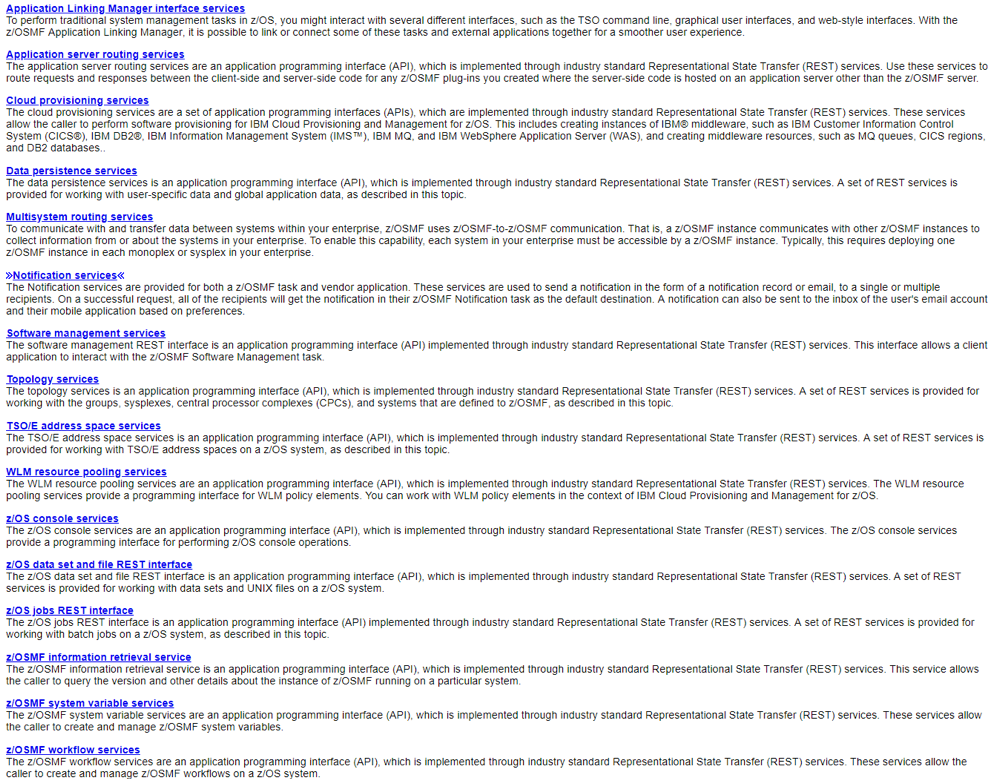 Application Linking Manager interface services
To perform traditional system management tasks in z/OS, you might interact with several different interfaces, such as the TSO command line, graphical user interfaces, and web-style interfaces. With the
z/OSMF Application Linking Manager, it is possible to link or connect some of these tasks and external applications together for a smoother user experience.
Application server routing services
The application server routing services are an application programming interface (API), which is implemented through industry standard Representational State Transfer (REST) services. Use these services to
route requests and responses between the client-side and server-side code for any z/OSMF plug-ins you created where the server-side code is hosted on an application server other than the z/OSMF server.
Cloud provisioning services
The cloud provisioning services are a set of application programming interfaces (APIs), which are implemented through industry standard Representational State Transfer (REST) services. These services
allow the caller to perform software provisioning for IBM Cloud Provisioning and Management for z/OS. This includes creating instances of IBM® middleware, such as IBM Customer Information Control
System (CICS®), IBM DB2®, IBM Information Management System (IMS™), IBM MQ, and IBM WebSphere Application Server (WAS), and creating middleware resources, such as MQ queues, CICS regions,
and DB2 databases..
Data persistence services
The data persistence services is an application programming interface (API), which is implemented through industry standard Representational State Transfer (REST) services. A set of REST services is
provided for working with user-specific data and global application data, as described in this topic.
Multisystem routing services
To communicate with and transfer data between systems within your enterprise, z/OSMF uses z/OSMF-to-z/OSMF communication. That is, a z/OSMF instance communicates with other z/OSMF instances to
collect information from or about the systems in your enterprise. To enable this capability, each system in your enterprise must be accessible by a z/OSMF instance. Typically, this requires deploying one
z/OSMF instance in each monoplex or sysplex in your enterprise.
»Notification services«
The Notification services are provided for both a z/OSMF task and vendor application. These services are used to send a notification in the form of a notification record or email, to a single or multiple
recipients. On a successful request, all of the recipients will get the notification in their z/OSMF Notification task as the default destination. A notification can also be sent to the inbox of the user's email account
and their mobile application based on preferences.
Software management services
The software management REST interface is an application programming interface (API) implemented through industry standard Representational State Transfer (REST) services. This interface allows a client
application to interact with the z/OSMF Software Management task.
Topology services
The topology services is an application programming interface (API), which is implemented through industry standard Representational State Transfer (REST) services. A set of REST services is provided for
working with the groups, sysplexes, central processor complexes (CPCs), and systems that are defined to z/OSMF, as described in this topic.
TSO/E address space services
The TSO/E address space services is an application programming interface (API), which is implemented through industry standard Representational State Transfer (REST) services. A set of REST services is
provided for working with TSO/E address spaces on a z/OS system, as described in this topic.
WLM resource pooling services
The WLM resource pooling services are an application programming interface (API), which is implemented through industry standard Representational State Transfer (REST) services. The WLM resource
pooling services provide a programming interface for WLM policy elements. You can work with WLM policy elements in the context of IBM Cloud Provisioning and Management for z/OS.
z/OS console services
The z/OS console services are an application programming interface (API), which is implemented through industry standard Representational State Transfer (REST) services. The z/OS console services
provide a programming interface for performing z/OS console operations.
z/OS data set and file REST interface
The z/OS data set and file REST interface is an application programming interface (API), which is implemented through industry standard Representational State Transfer (REST) services. A set of REST
services is provided for working with data sets and UNIX files on a z/OS system.
z/OS jobs REST interface
The z/OS jobs REST interface is an application programming interface (API) implemented through industry standard Representational State Transfer (REST) services. A set of REST services is provided for
working with batch jobs on a z/OS system, as described in this topic.
z/OSMF information retrieval service
The z/OSMF information retrieval service is an application programming interface (API), which is implemented through industry standard Representational State Transfer (REST) services. This service allows
the caller to query the version and other details about the instance of z/OSMF running on a particular system.
z/OSMF system variable services
The z/OSMF system variable services are an application programming interface (API), which is implemented through industry standard Representational State Transfer (REST) services. These services allow
the caller to create and manage z/OSMF system variables.
z/OSMF workflow services
The z/OSMF workflow services are an application programming interface (API), which is implemented through industry standard Representational State Transfer (REST) services. These services allow the
caller to create and manage z/OSMF workflows on a z/OS system.